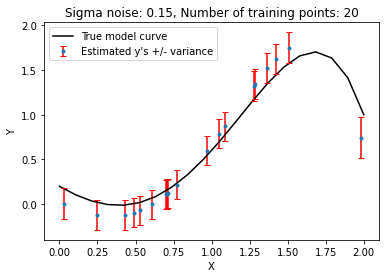 Sigma noise: 0.15, Number of training points: 20
True model curve
Estimated y's +/- variance
2.0
1.5
1.0
0.5
0.0
Y
0.00 0.25 0.50 0.75 1.00 1.25 1.50 1.75 2.00
X